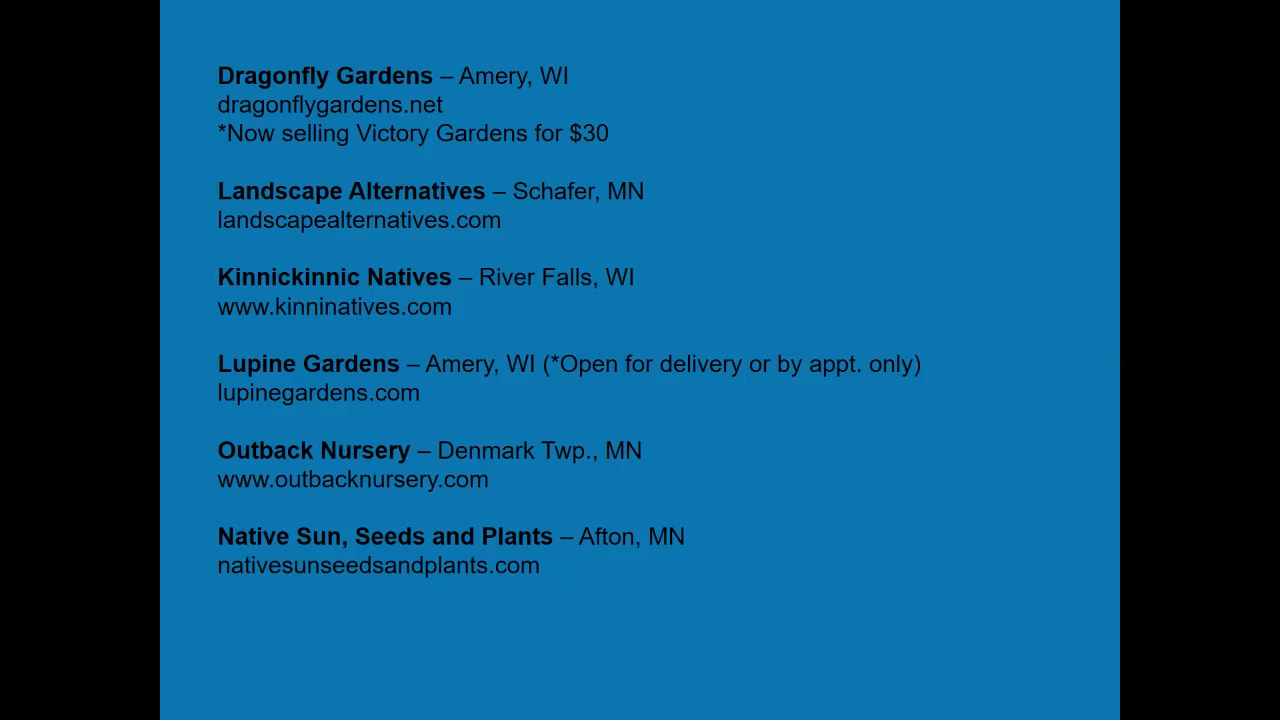 Dragonfly Gardens – Amery, WI
dragonflygardens.net
*Now selling Victory Gardens for $30
Landscape Alternatives – Schafer, MN
landscapealternatives.com
Kinnickinnic Natives – River Falls, WI
www.kinninatives.com
Lupine Gardens – Amery, WI (*Open for delivery or by appt. only)
lupinegardens.com
Outback Nursery – Denmark Twp., MN
www.outbacknursery.com
Native Sun, Seeds and Plants – Afton, MN
nativesunseedsandplants.com